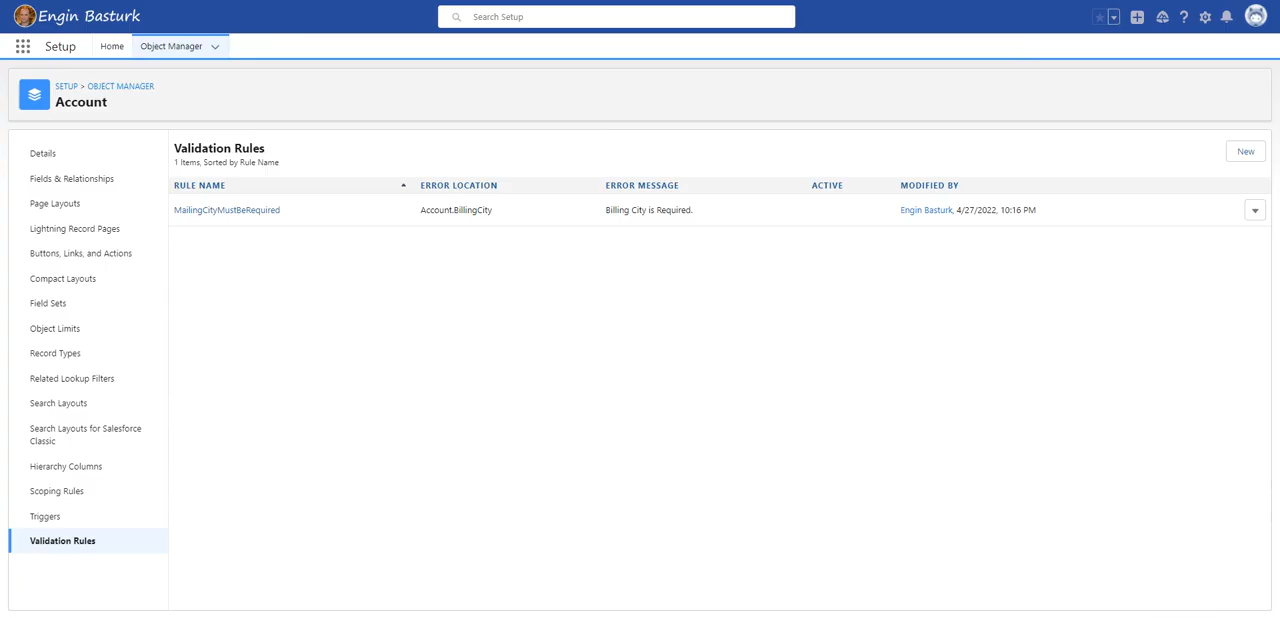 Engin Basturk
Search Setup
Setup
Home
Object Manager
SETUP > OBJECT MANAGER
Account
Details
Fields & Relationships
Page Layouts
Lightning Record Pages
Buttons, Links, and Actions
Compact Layouts
Field Sets
Object Limits
Record Types
Related Lookup Filters
Search Layouts
Search Layouts for Salesforce
Classic
Hierarchy Columns
Scoping Rules
Triggers
Validation Rules
Validation Rules
1 Items, Sorted by Rule Name
New
RULE NAME ERROR LOCATION ERROR MESSAGE ACTIVE MODIFIED BY
MailingCityMustBeRequired Account.BillingCity Billing City is Required. Engin Basturk, 4/27/2022, 10:16 PM